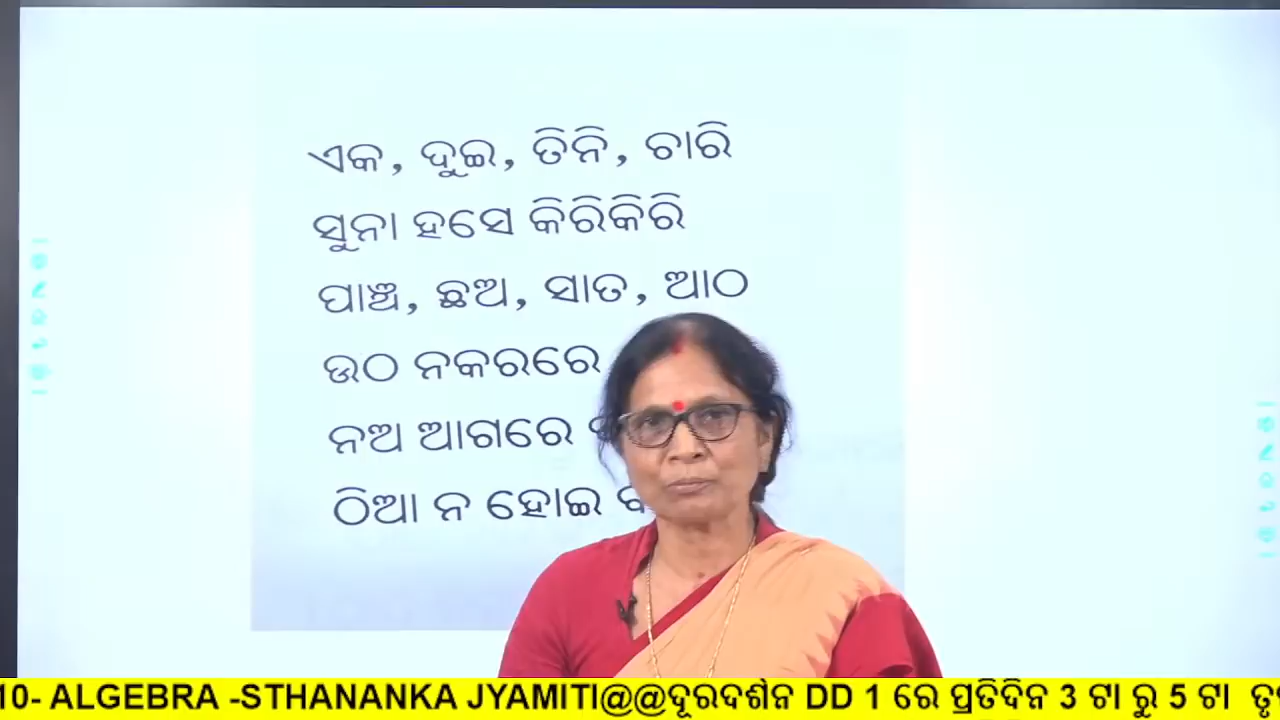 ଏକ, ଦୁଇ, ତିନି, ଚାରି
ସୁନା ହସେ କିରିକିରି
ପାଞ୍ଚ, ଛଅ, ସାତ, ଆଠ
ଉଠ ନକରରେ
ନଅ ଆଗରେ
ଠିଆ ନ ହୋଇ
10- ALGEBRA -STHANANKA JYAMITI@@ଦୂରଦର୍ଶନ DD 1 ରେ ପ୍ରତିଦିନ 3 ଟା ରୁ 5 ଟା